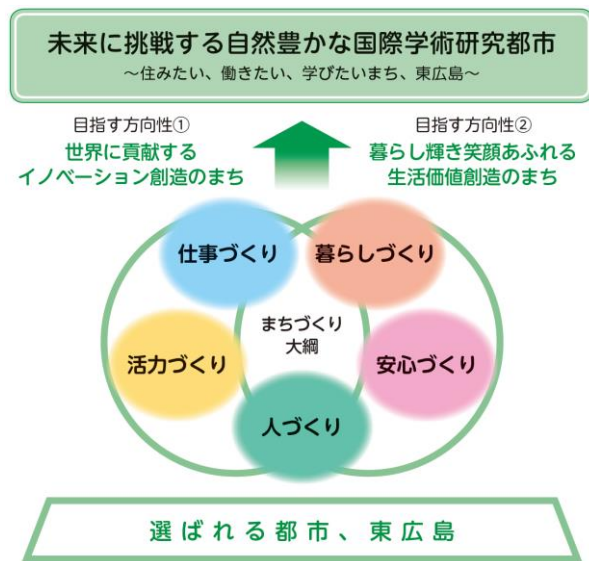 未来に挑戦する自然豊かな国際学術研究都市
～住みたい、働きたい、学びたいまち、東広島～
目指す方向性①
世界に貢献する
イノベーション創造のまち
目指す方向性②
暮らし輝き笑顔あふれる
生活価値創造のまち
仕事づくり
暮らしづくり
まちづくり
大綱
活力づくり
安心づくり
人づくり
選ばれる都市、東広島